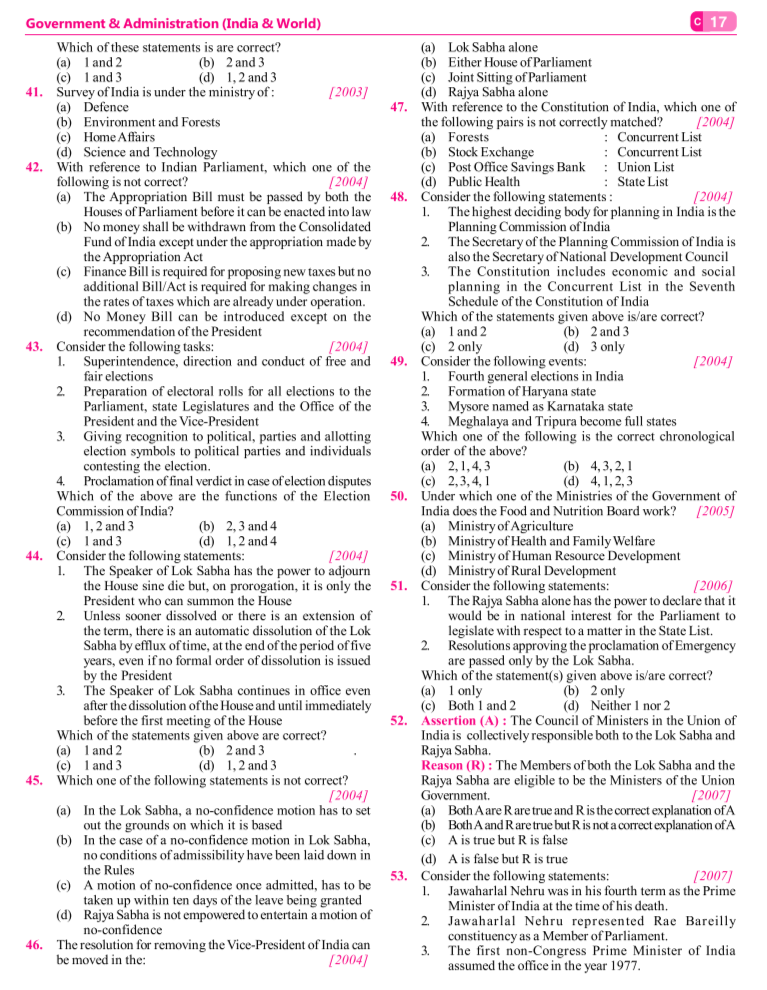 Government & Administration (India & World)
C 17
Which of these statements is are correct?
(a) 1 and 2 (b) 2 and 3
(c) 1 and 3 (d) 1, 2 and 3
41. Survey of India is under the ministry of : [2003]
(a) Defence
(b) Environment and Forests
(c) Home Affairs
(d) Science and Technology
42. With reference to Indian Parliament, which one of the
following is not correct? [2004]
(a) The Appropriation Bill must be passed by both the
Houses of Parliament before it can be enacted into law
(b) No money shall be withdrawn from the Consolidated
Fund of India except under the appropriation made by
the Appropriation Act
(c) Finance Bill is required for proposing new taxes but no
additional Bill/Act is required for making changes in
the rates of taxes which are already under operation.
(d) No Money Bill can be introduced except on the
recommendation of the President
43. Consider the following tasks: [2004]
1. Superintendence, direction and conduct of free and
fair elections
2. Preparation of electoral rolls for all elections to the
Parliament, state Legislatures and the Office of the
President and the Vice-President
3. Giving recognition to political, parties and allotting
election symbols to political parties and individuals
contesting the election.
4. Proclamation of final verdict in case of election disputes
Which of the above are the functions of the Election
Commission of India?
(a) 1, 2 and 3 (b) 2, 3 and 4
(c) 1 and 3 (d) 1, 2 and 4
44. Consider the following statements: [2004]
1. The Speaker of Lok Sabha has the power to adjourn
the House sine die but, on prorogation, it is only the
President who can summon the House
2. Unless sooner dissolved or there is an extension of
the term, there is an automatic dissolution of the Lok
Sabha by efflux of time, at the end of the period of five
years, even if no formal order of dissolution is issued
by the President
3. The Speaker of Lok Sabha continues in office even
after the dissolution of the House and until immediately
before the first meeting of the House
Which of the statements given above are correct?
(a) 1 and 2 (b) 2 and 3 .
(c) 1 and 3 (d) 1, 2 and 3
45. Which one of the following statements is not correct?
[2004]
(a) In the Lok Sabha, a no-confidence motion has to set
out the grounds on which it is based
(b) In the case of a no-confidence motion in Lok Sabha,
no conditions of admissibility have been laid down in
the Rules
(c) A motion of no-confidence once admitted, has to be
taken up within ten days of the leave being granted
(d) Rajya Sabha is not empowered to entertain a motion of
no-confidence
46. The resolution for removing the Vice-President of India can
be moved in the: [2004]
(a) Lok Sabha alone
(b) Either House of Parliament
(c) Joint Sitting of Parliament
(d) Rajya Sabha alone
47. With reference to the Constitution of India, which one of
the following pairs is not correctly matched? [2004]
(a) Forests : Concurrent List
(b) Stock Exchange : Concurrent List
(c) Post Office Savings Bank : Union List
(d) Public Health : State List
48. Consider the following statements : [2004]
1. The highest deciding body for planning in India is the
Planning Commission of India
2. The Secretary of the Planning Commission of India is
also the Secretary of National Development Council
3. The Constitution includes economic and social
planning in the Concurrent List in the Seventh
Schedule of the Constitution of India
Which of the statements given above is/are correct?
(a) 1 and 2 (b) 2 and 3
(c) 2 only (d) 3 only
49. Consider the following events: [2004]
1. Fourth general elections in India
2. Formation of Haryana state
3. Mysore named as Karnataka state
4. Meghalaya and Tripura become full states
Which one of the following is the correct chronological
order of the above?
(a) 2, 1, 4, 3 (b) 4, 3, 2, 1
(c) 2, 3, 4, 1 (d) 4, 1, 2, 3
50. Under which one of the Ministries of the Government of
India does the Food and Nutrition Board work? [2005]
(a) Ministry of Agriculture
(b) Ministry of Health and Family Welfare
(c) Ministry of Human Resource Development
(d) Ministry of Rural Development
51. Consider the following statements: [2006]
1. The Rajya Sabha alone has the power to declare that it
would be in national interest for the Parliament to
legislate with respect to a matter in the State List.
2. Resolutions approving the proclamation of Emergency
are passed only by the Lok Sabha.
Which of the statement(s) given above is/are correct?
(a) 1 only (b) 2 only
(c) Both 1 and 2 (d) Neither 1 nor 2
52. Assertion (A) : The Council of Ministers in the Union of
India is collectively responsible both to the Lok Sabha and
Rajya Sabha.
Reason (R) : The Members of both the Lok Sabha and the
Rajya Sabha are eligible to be the Ministers of the Union
Government. [2007]
(a) Both A are R are true and R is the correct explanation of A
(b) Both A and R are true but R is not a correct explanation of A
(c) A is true but R is false
(d) A is false but R is true
53. Consider the following statements: [2007]
1. Jawaharlal Nehru was in his fourth term as the Prime
Minister of India at the time of his death.
2. Jawaharlal Nehru represented Rae Bareilly
constituency as a Member of Parliament.
3. The first non-Congress Prime Minister of India
assumed the office in the year 1977.